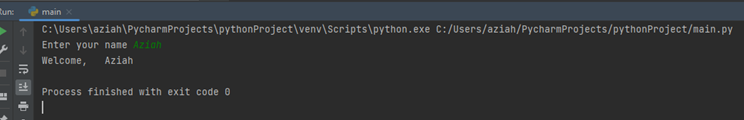 Run: main ×
C:\Users\aziah\PycharmProjects\pythonProject\venv\Scripts\python.exe C:/Users/aziah/PycharmProjects/pythonProject/main.py
Enter your name Aziah
Welcome,   Aziah
Process finished with exit code 0